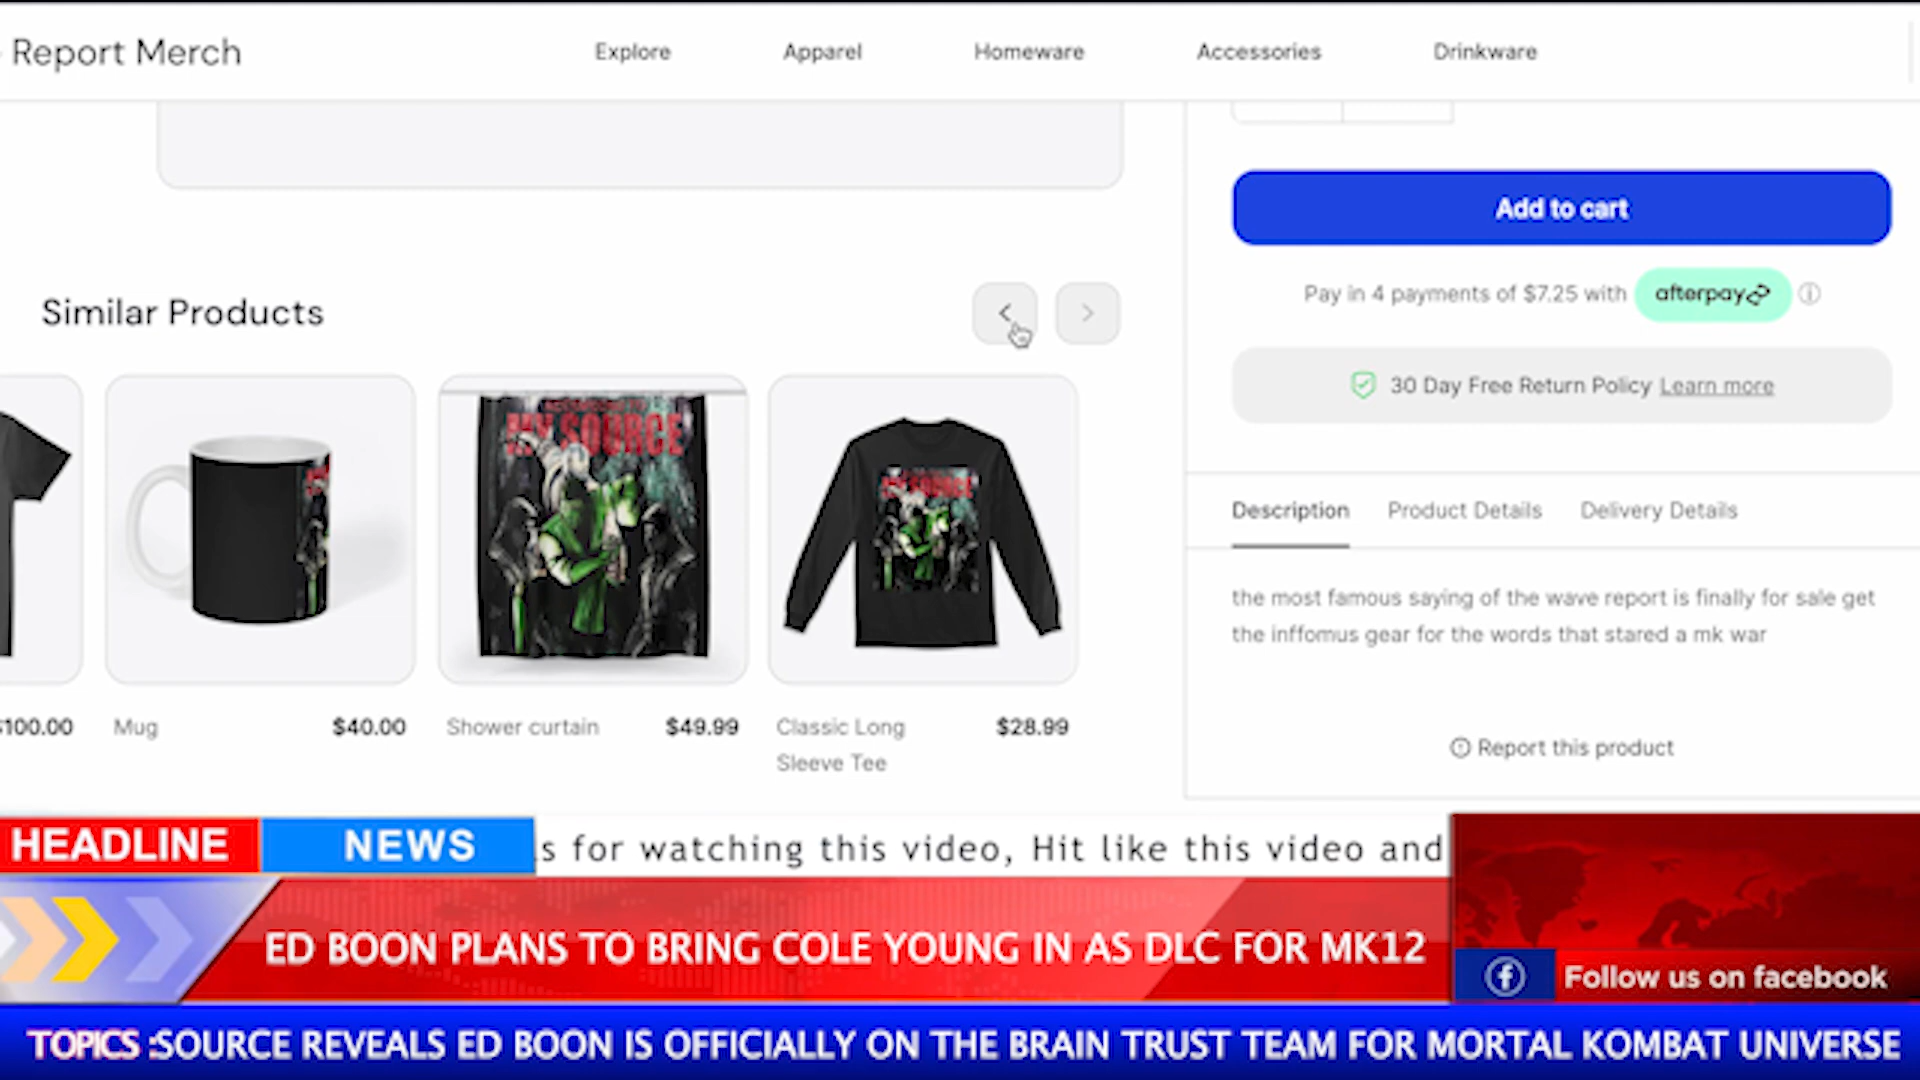 Report Merch
Explore
Apparel
Homeware
Accessories
Drinkware
Add to cart
Pay in 4 payments of $7.25 with afterpay
30 Day Free Return Policy Learn more
Similar Products
MY SOURCE
MY SOURCE
$100.00
Mug $40.00
Shower curtain $49.99
Classic Long Sleeve Tee $28.99
Description
Product Details
Delivery Details
the most famous saying of the wave report is finally for sale get
the inffomus gear for the words that stared a mk war
Report this product
HEADLINE NEWS
s for watching this video, Hit like this video and
ED BOON PLANS TO BRING COLE YOUNG IN AS DLC FOR MK12
Follow us on facebook
TOPICS :SOURCE REVEALS ED BOON IS OFFICIALLY ON THE BRAIN TRUST TEAM FOR MORTAL KOMBAT UNIVERSE